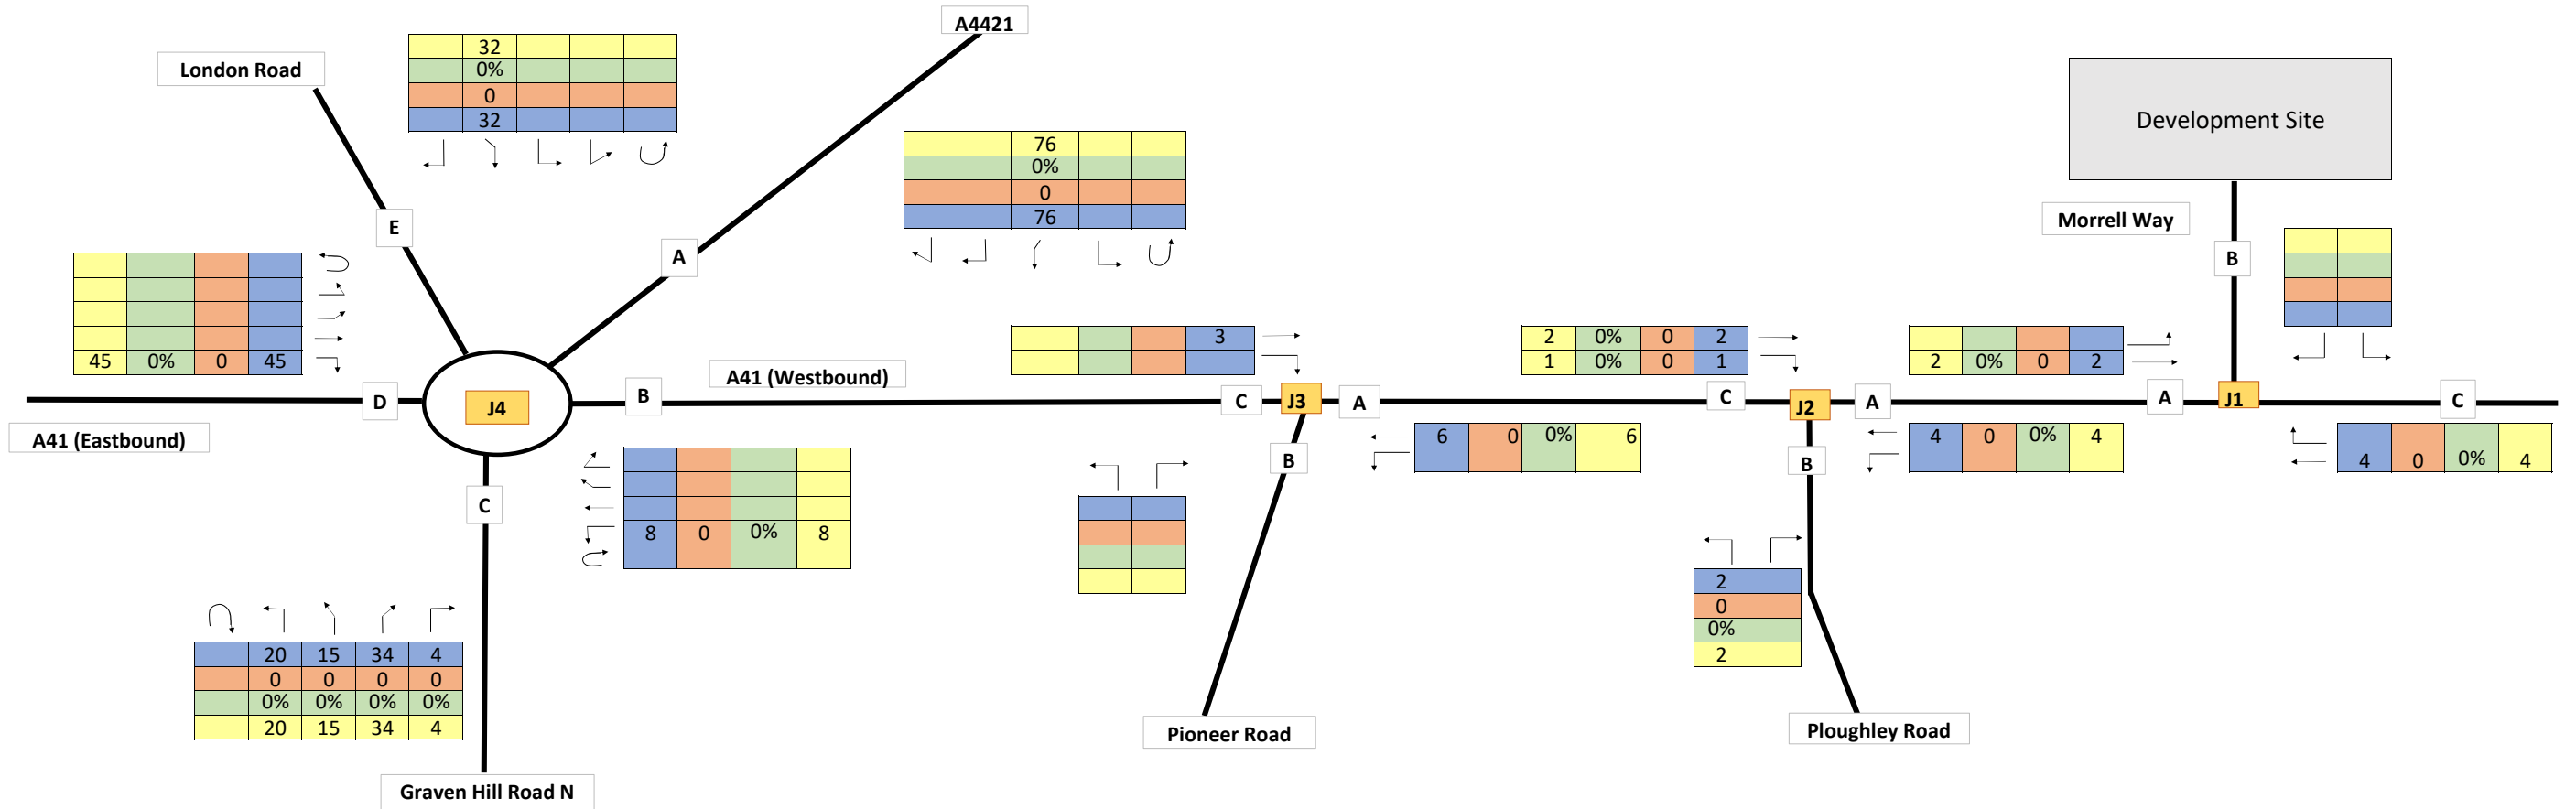 A4421
London Road
32
0%
0
32
Development Site
76
0%
0
76
Morrell Way
E
A
B
45 0% 0 45
3
2 0% 0 2
1 0% 0 1
2 0% 0 2
A41 (Westbound)
D
J4
B
C
J3
A
C
J2
A
A
J1
C
A41 (Eastbound)
6 0 0% 6
4 0 0% 4
4 0 0% 4
B
B
C
8 0 0% 8
2
0
0%
2
20 15 34 4
0 0 0 0
0% 0% 0% 0%
20 15 34 4
Pioneer Road
Ploughley Road
Graven Hill Road N